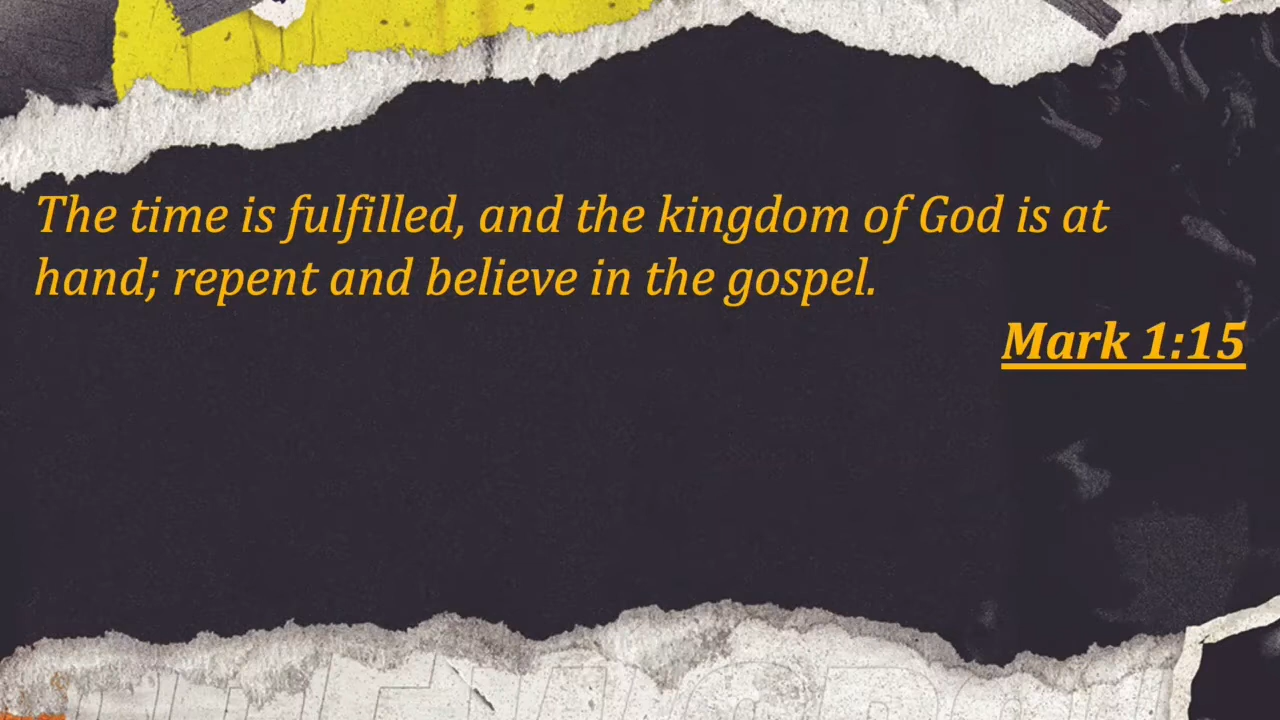 The time is fulfilled, and the kingdom of God is at
hand; repent and believe in the gospel.
Mark 1:15